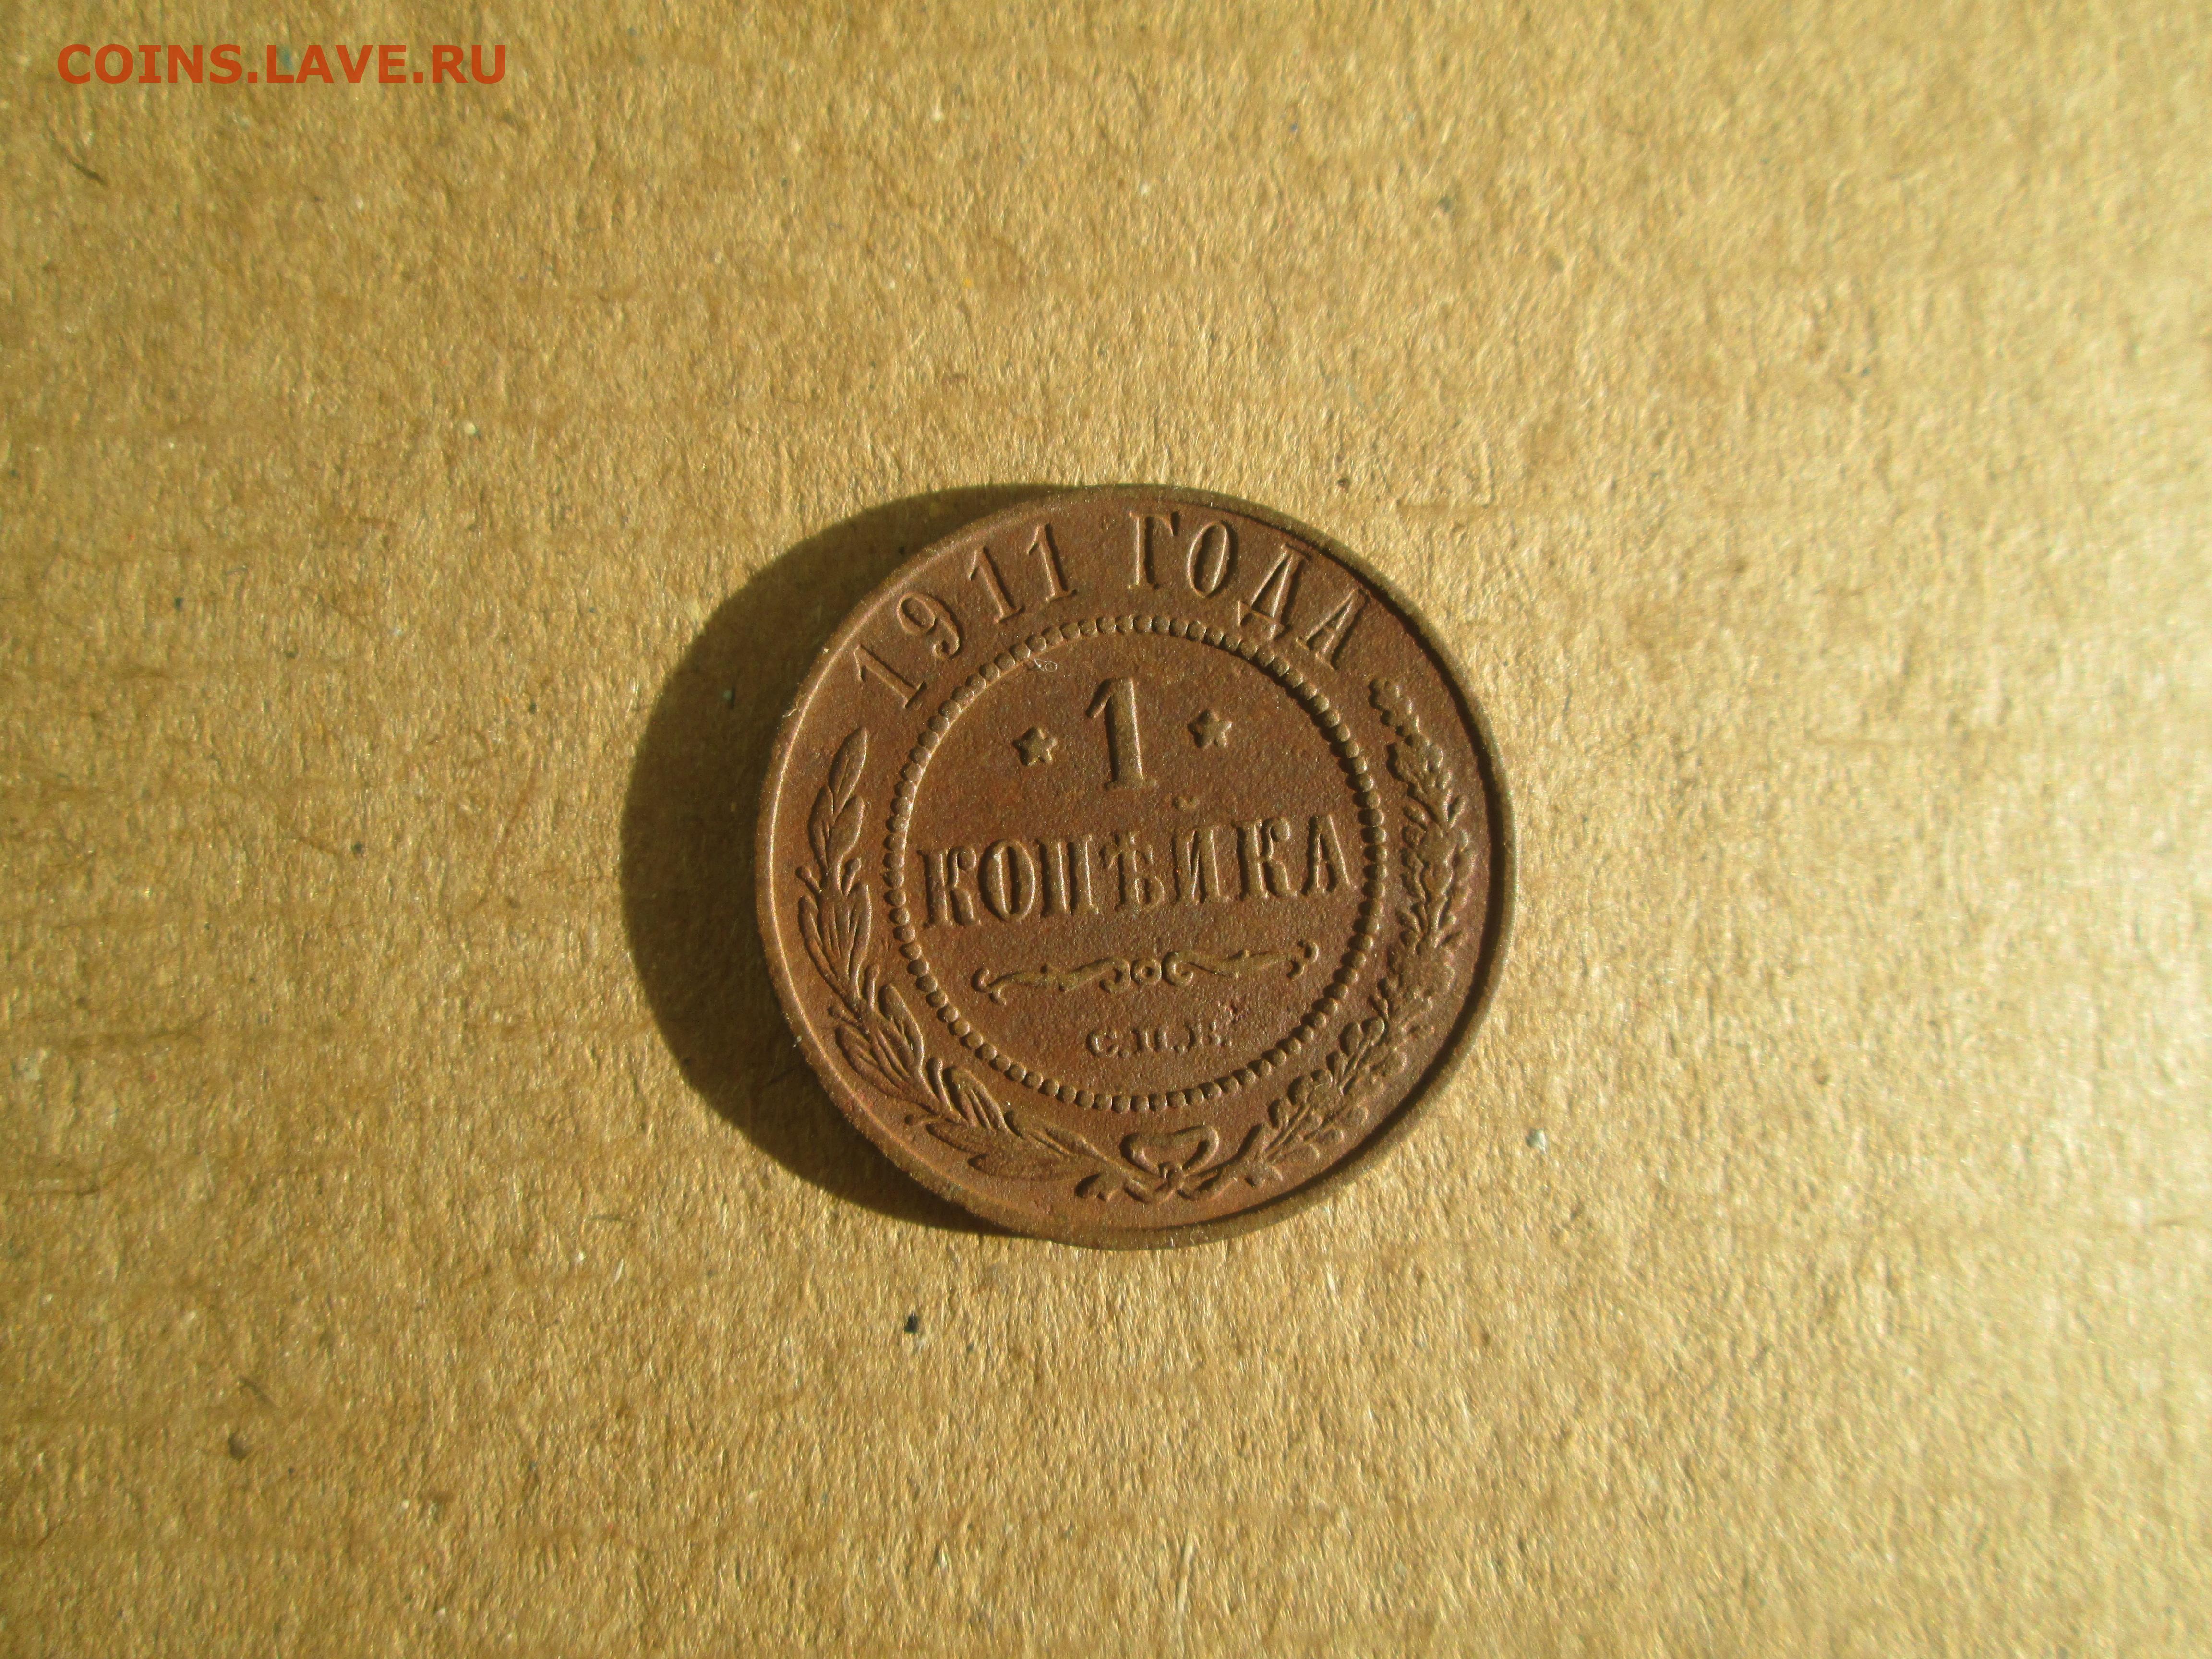 COINS.LAVE.RU
1911 ГОДА
1
КОПѢЙКА
С.П.Б.